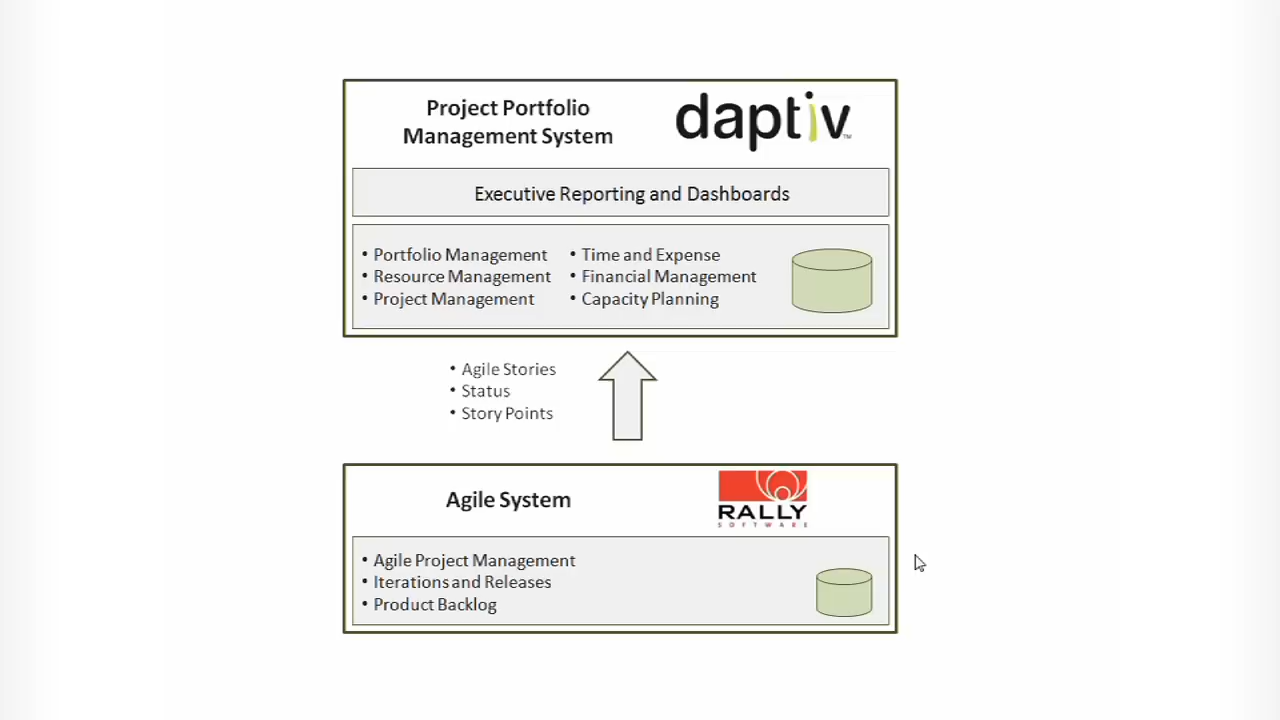 Project Portfolio
Management System
daptiv™
Executive Reporting and Dashboards
• Portfolio Management
• Resource Management
• Project Management
• Time and Expense
• Financial Management
• Capacity Planning
• Agile Stories
• Status
• Story Points
Agile System
RALLY
SOFTWARE
• Agile Project Management
• Iterations and Releases
• Product Backlog